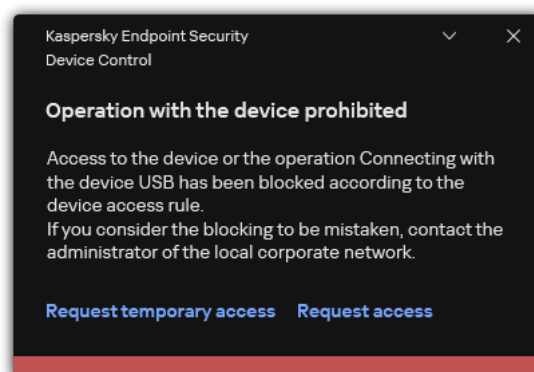 Kaspersky Endpoint Security
Device Control
Operation with the device prohibited
Access to the device or the operation Connecting with
the device USB has been blocked according to the
device access rule.
If you consider the blocking to be mistaken, contact the
administrator of the local corporate network.
Request temporary access Request access